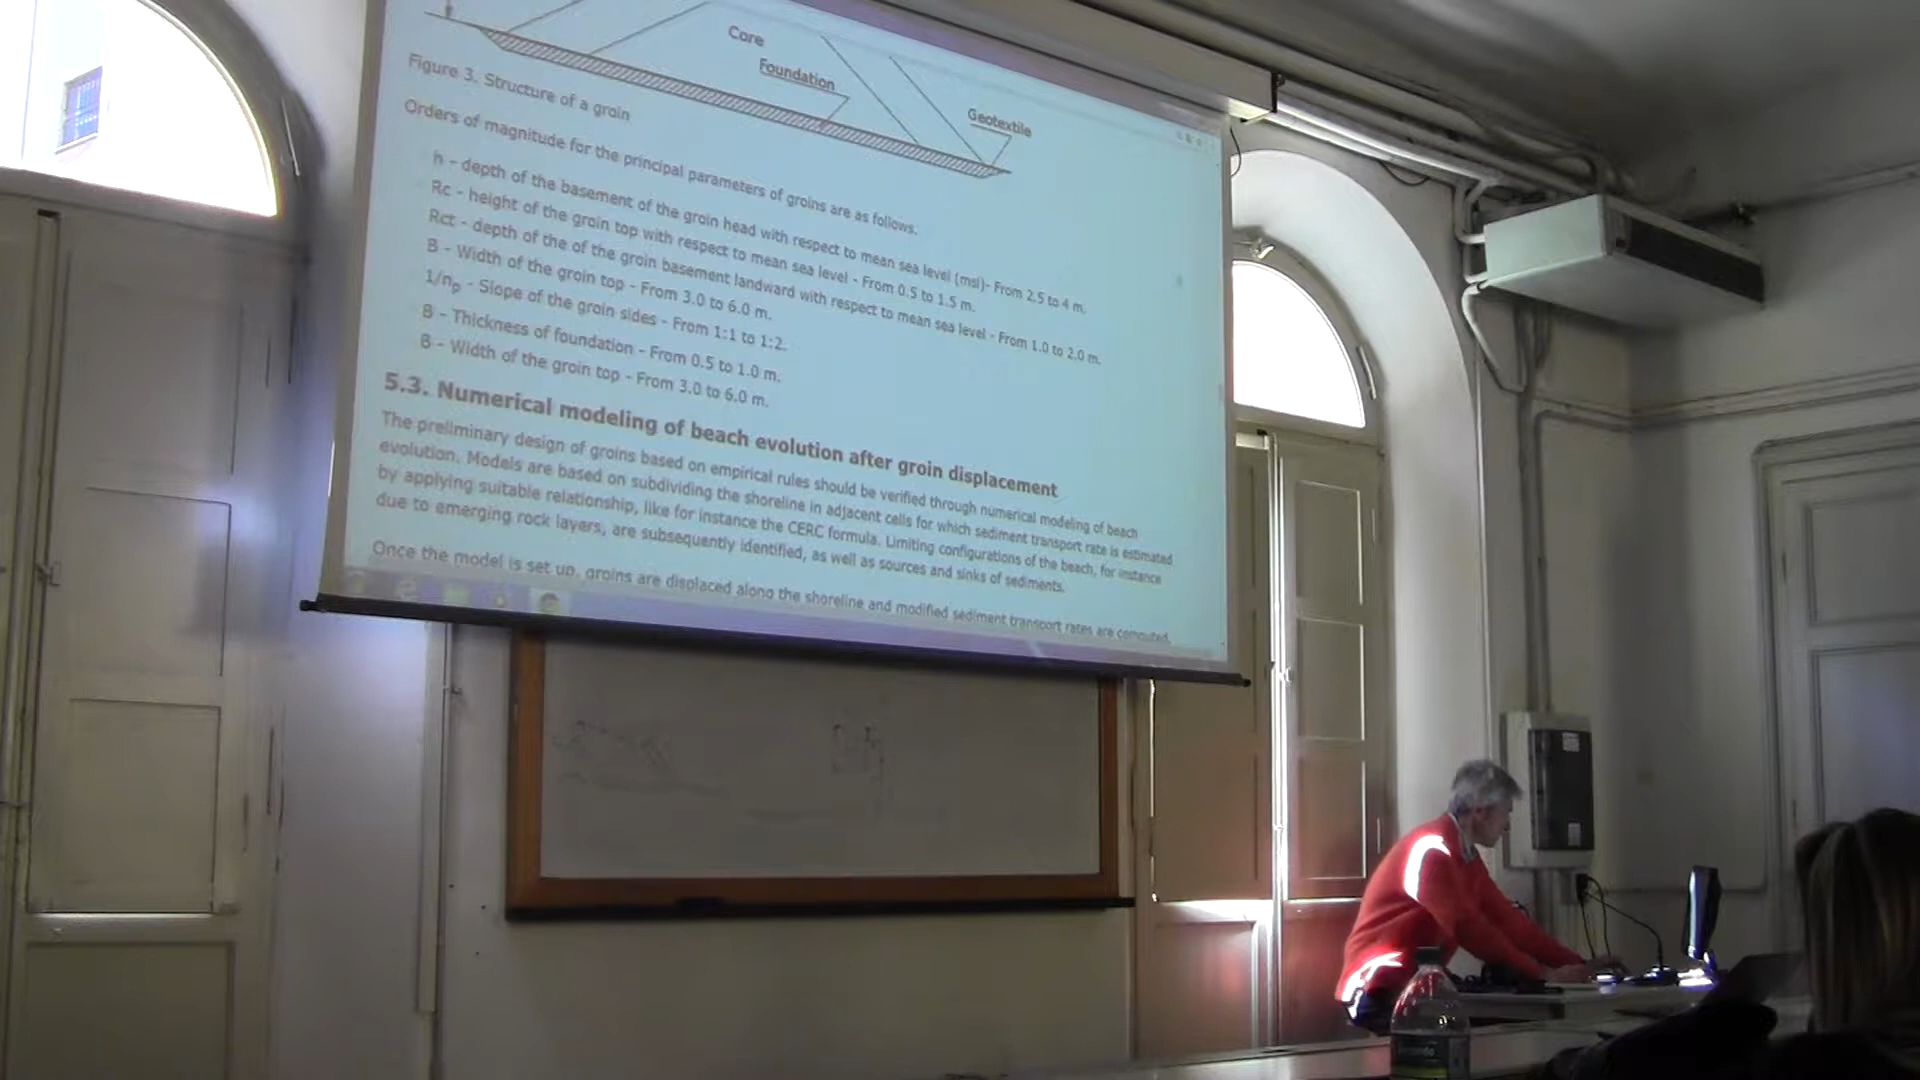 Core
Foundation
Geotextile
Figure 3. Structure of a groin
Orders of magnitude for the principal parameters of groins are as follows.
h - depth of the basement of the groin head with respect to mean sea level (msl)- From 2.5 to 4 m.
Rc - height of the groin top with respect to mean sea level - From 0.5 to 1.5 m.
Rct - depth of the of the groin basement landward with respect to mean sea level - From 1.0 to 2.0 m.
B - Width of the groin top - From 3.0 to 6.0 m.
1/np - Slope of the groin sides - From 1:1 to 1:2.
B - Thickness of foundation - From 0.5 to 1.0 m.
B - Width of the groin top - From 3.0 to 6.0 m.
5.3. Numerical modeling of beach evolution after groin displacement
The preliminary design of groins based on empirical rules should be verified through numerical modeling of beach
evolution. Models are based on subdividing the shoreline in adjacent cells for which sediment transport rate is estimated
by applying suitable relationship, like for instance the CERC formula. Limiting configurations of the beach, for instance
due to emerging rock layers, are subsequently identified, as well as sources and sinks of sediments.
Once the model is set up, groins are displaced along the shoreline and modified sediment transport rates are computed.